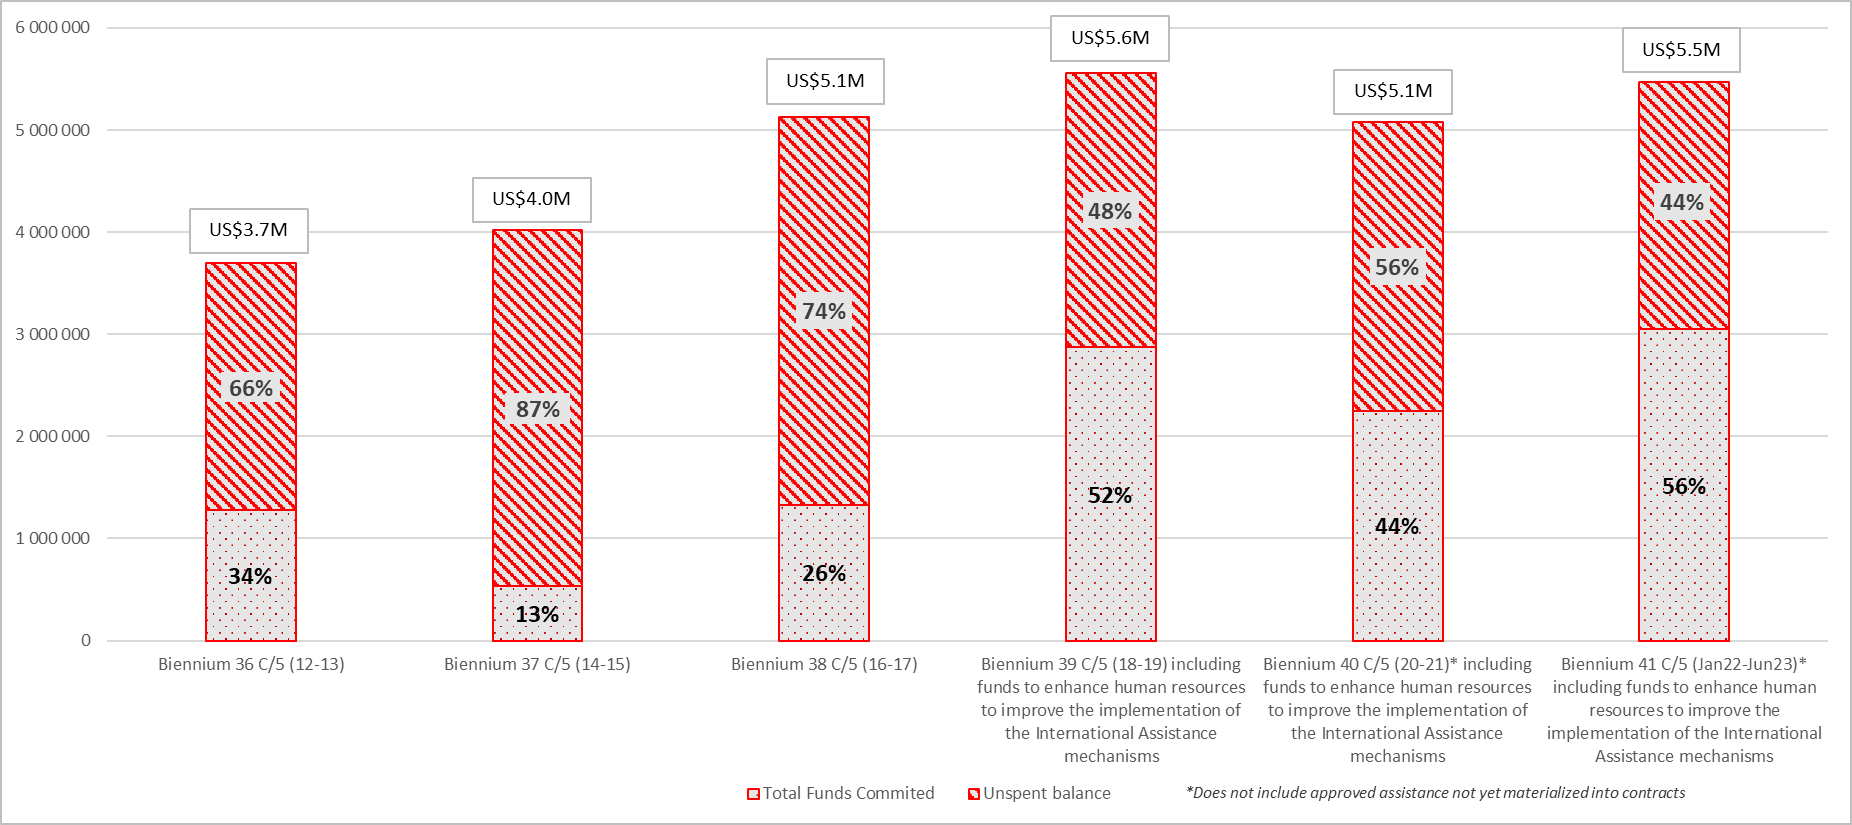 6 000 000
5 000 000
4 000 000
3 000 000
2 000 000
1 000 000
0
US$3.7M
66%
34%
US$4.0M
87%
13%
US$5.1M
74%
26%
US$5.6M
48%
52%
US$5.1M
56%
44%
US$5.5M
44%
56%
Biennium 36 C/5 (12-13)
Biennium 37 C/5 (14-15)
Biennium 38 C/5 (16-17)
Biennium 39 C/5 (18-19) including
funds to enhance human resources
to improve the implementation of
the International Assistance
mechanisms
Biennium 40 C/5 (20-21)* including
funds to enhance human resources
to improve the implementation of
the International Assistance
mechanisms
Biennium 41 C/5 (Jan22-Jun23)*
including funds to enhance human
resources to improve the
implementation of the International
Assistance mechanisms
Total Funds Commited
Unspent balance
*Does not include approved assistance not yet materialized into contracts